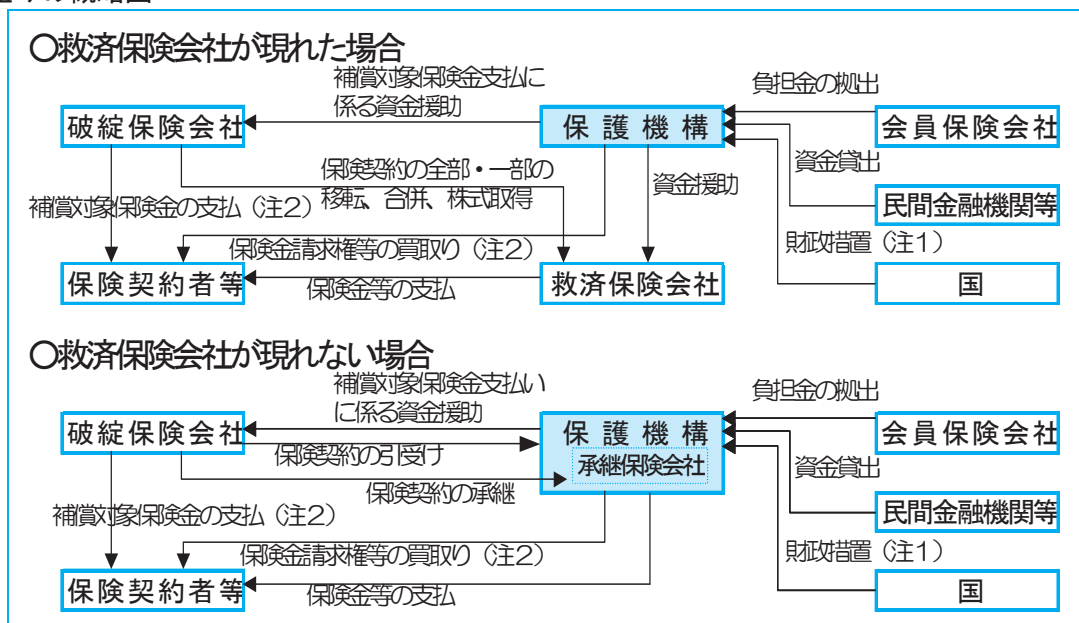 〇救済保険会社が現れた場合
補償対象保険金支払に
係る資金援助
負担金の拠出
破綻保険会社
保護機構
会員保険会社
保険契約の全部・一部の
移転、合併、株式取得
資金援助
資金貸出
補償対象保険金の支払（注2）
民間金融機関等
保険金請求権等の買取り（注2）
財政措置（注1）
保険契約者等
保険金等の支払
救済保険会社
国
〇救済保険会社が現れない場合
補償対象保険金支払い
に係る資金援助
負担金の拠出
破綻保険会社
保護機構
会員保険会社
保険契約の引受け
承継保険会社
資金貸出
保険契約の承継
補償対象保険金の支払（注2）
民間金融機関等
保険金請求権等の買取り（注2）
財政措置（注1）
保険契約者等
保険金等の支払
国